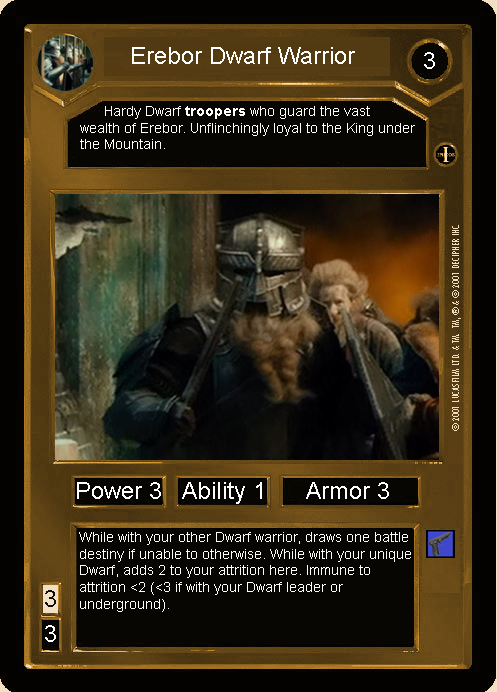 Erebor Dwarf Warrior
3
Hardy Dwarf troopers who guard the vast
wealth of Erebor. Unflinchingly loyal to the King under
the Mountain.
© 2001 LUCASFILM LTD. & TM. TM, ® & © 2001 DECIPHER INC.
Power 3
Ability 1
Armor 3
While with your other Dwarf warrior, draws one battle
destiny if unable to otherwise. While with your unique
Dwarf, adds 2 to your attrition here. Immune to
attrition <2 (<3 if with your Dwarf leader or
underground).
3
3